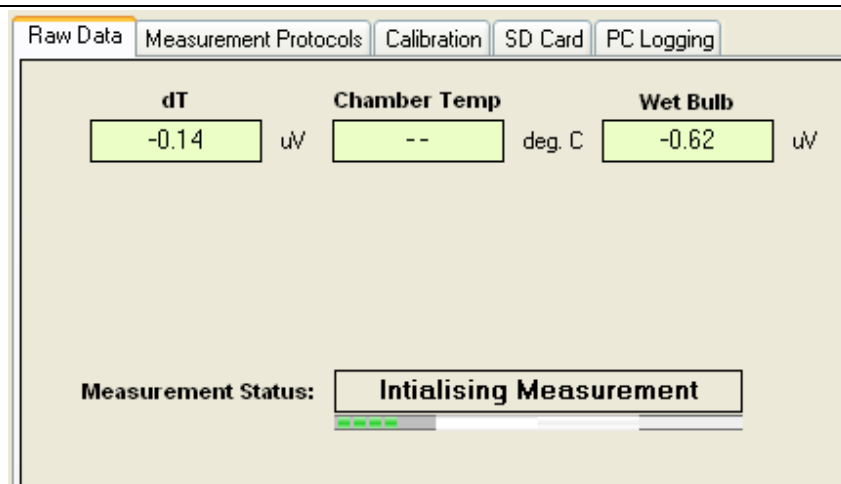 Raw Data Measurement Protocols Calibration SD Card PC Logging
dT Chamber Temp Wet Bulb
-0.14 uV -- deg. C -0.62 uV
Measurement Status: Intialising Measurement